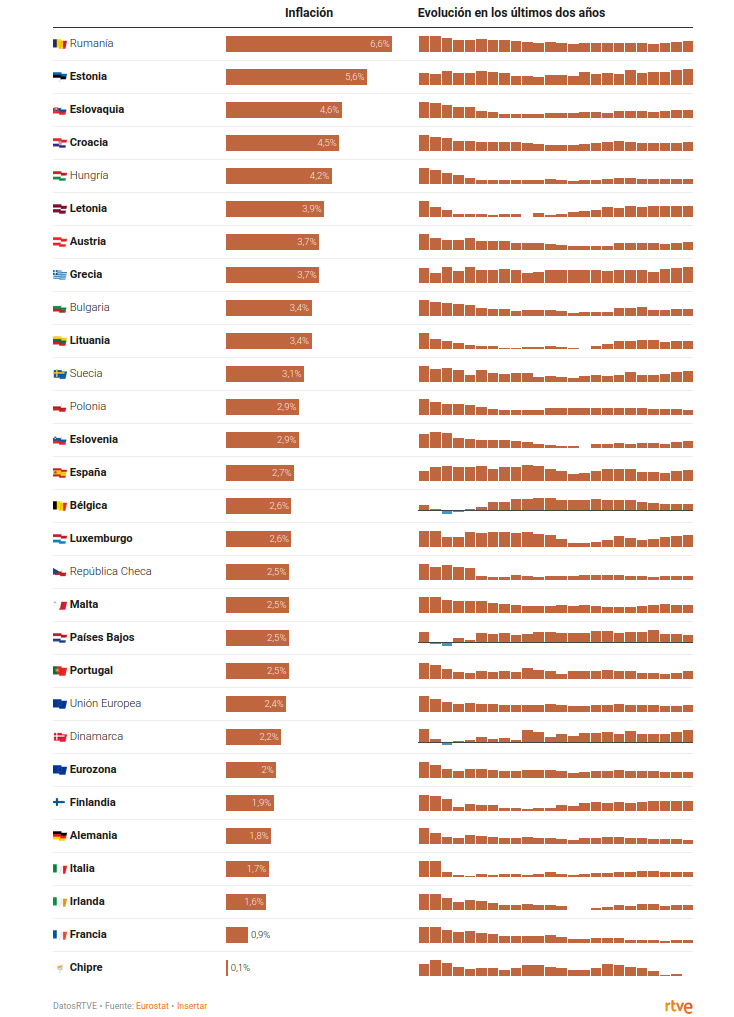 Inflación Evolución en los últimos dos años
Rumanía 6,6%
Estonia 5,6%
Eslovaquia 4,6%
Croacia 4,5%
Hungría 4,2%
Letonia 3,9%
Austria 3,7%
Grecia 3,7%
Bulgaria 3,4%
Lituania 3,4%
Suecia 3,1%
Polonia 2,9%
Eslovenia 2,9%
España 2,7%
Bélgica 2,6%
Luxemburgo 2,6%
República Checa 2,5%
Malta 2,5%
Países Bajos 2,5%
Portugal 2,5%
Unión Europea 2,4%
Dinamarca 2,2%
Eurozona 2%
Finlandia 1,9%
Alemania 1,8%
Italia 1,7%
Irlanda 1,6%
Francia 0,9%
Chipre 0,1%
DatosRTVE • Fuente: Eurostat • Insertar rtve